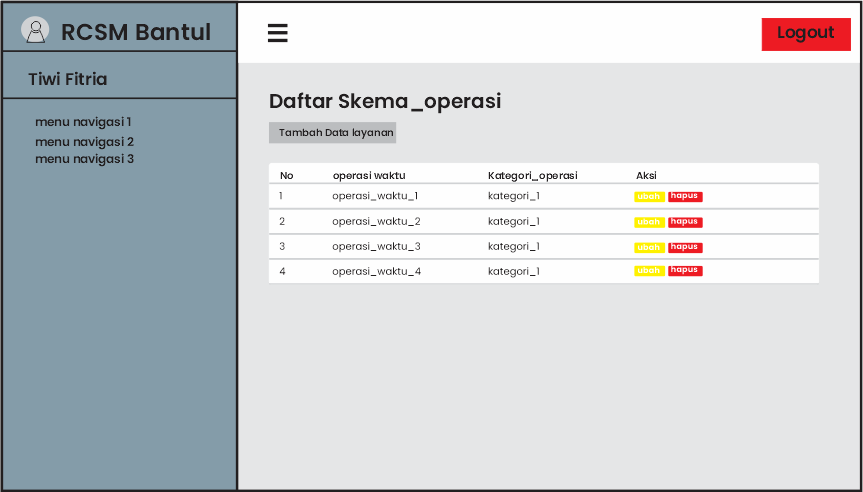 RCSM Bantul
Logout
Tiwi Fitria
menu navigasi 1
menu navigasi 2
menu navigasi 3
Daftar Skema_operasi
Tambah Data layanan
No operasi waktu Kategori_operasi Aksi
1 operasi_waktu_1 kategori_1 ubah hapus
2 operasi_waktu_2 kategori_1 ubah hapus
3 operasi_waktu_3 kategori_1 ubah hapus
4 operasi_waktu_4 kategori_1 ubah hapus